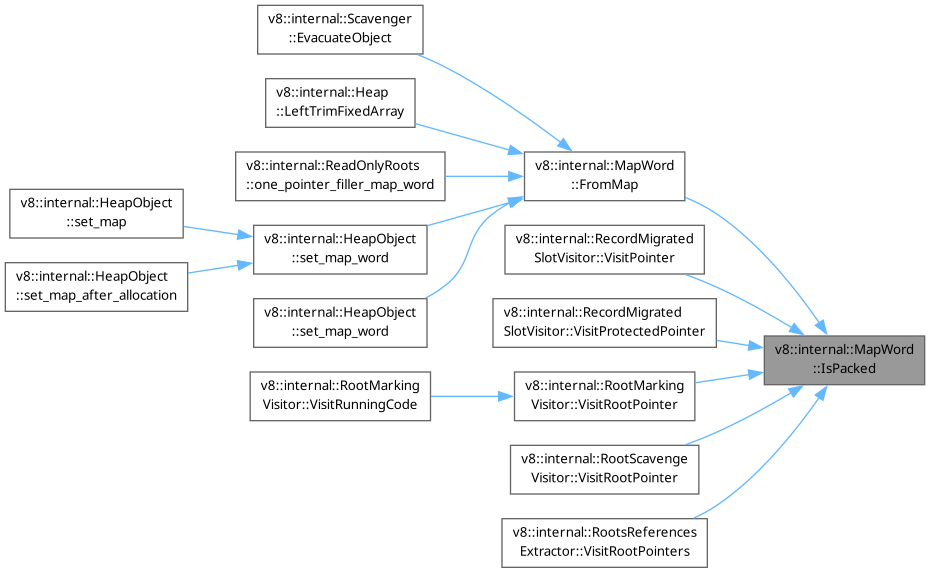 v8::internal::Scavenger
::EvacuateObject
v8::internal::Heap
::LeftTrimFixedArray
v8::internal::ReadOnlyRoots
::one_pointer_filler_map_word
v8::internal::MapWord
::FromMap
v8::internal::HeapObject
::set_map
v8::internal::HeapObject
::set_map_word
v8::internal::RecordMigrated
SlotVisitor::VisitPointer
v8::internal::HeapObject
::set_map_after_allocation
v8::internal::HeapObject
::set_map_word
v8::internal::RecordMigrated
SlotVisitor::VisitProtectedPointer
v8::internal::MapWord
::IsPacked
v8::internal::RootMarking
Visitor::VisitRunningCode
v8::internal::RootMarking
Visitor::VisitRootPointer
v8::internal::RootScavenge
Visitor::VisitRootPointer
v8::internal::RootsReferences
Extractor::VisitRootPointers